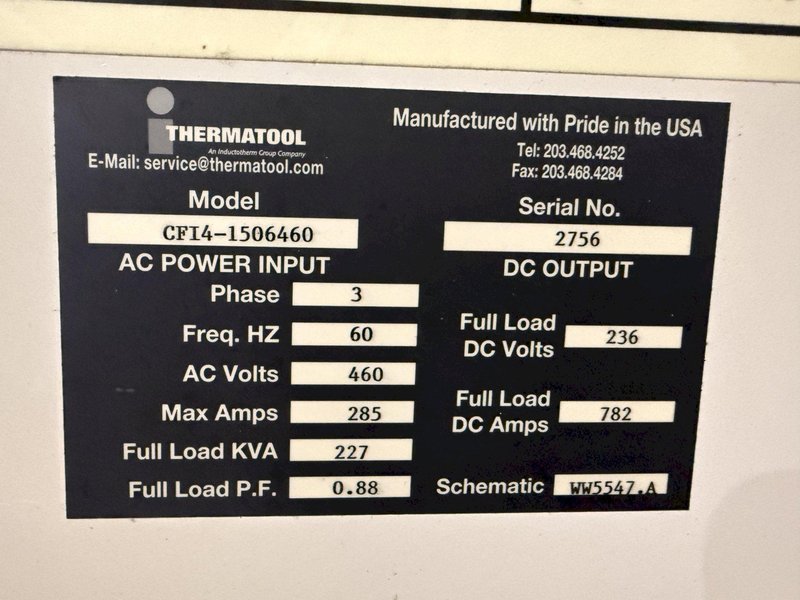 THERMATOOL
An Inductotherm Group Company
E-Mail: service@thermatool.com
Manufactured with Pride in the USA
Tel: 203.468.4252
Fax: 203.468.4284
Model
CFI4-1506460
Serial No.
2756
AC POWER INPUT
Phase 3
Freq. HZ 60
AC Volts 460
Max Amps 285
Full Load KVA 227
Full Load P.F. 0.88
DC OUTPUT
Full Load
DC Volts 236
Full Load
DC Amps 782
Schematic WW5547.A